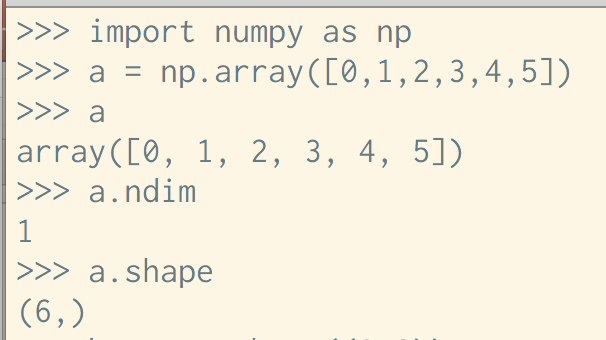 >>> import numpy as np
>>> a = np.array([0,1,2,3,4,5])
>>> a
array([0, 1, 2, 3, 4, 5])
>>> a.ndim
1
>>> a.shape
(6,)